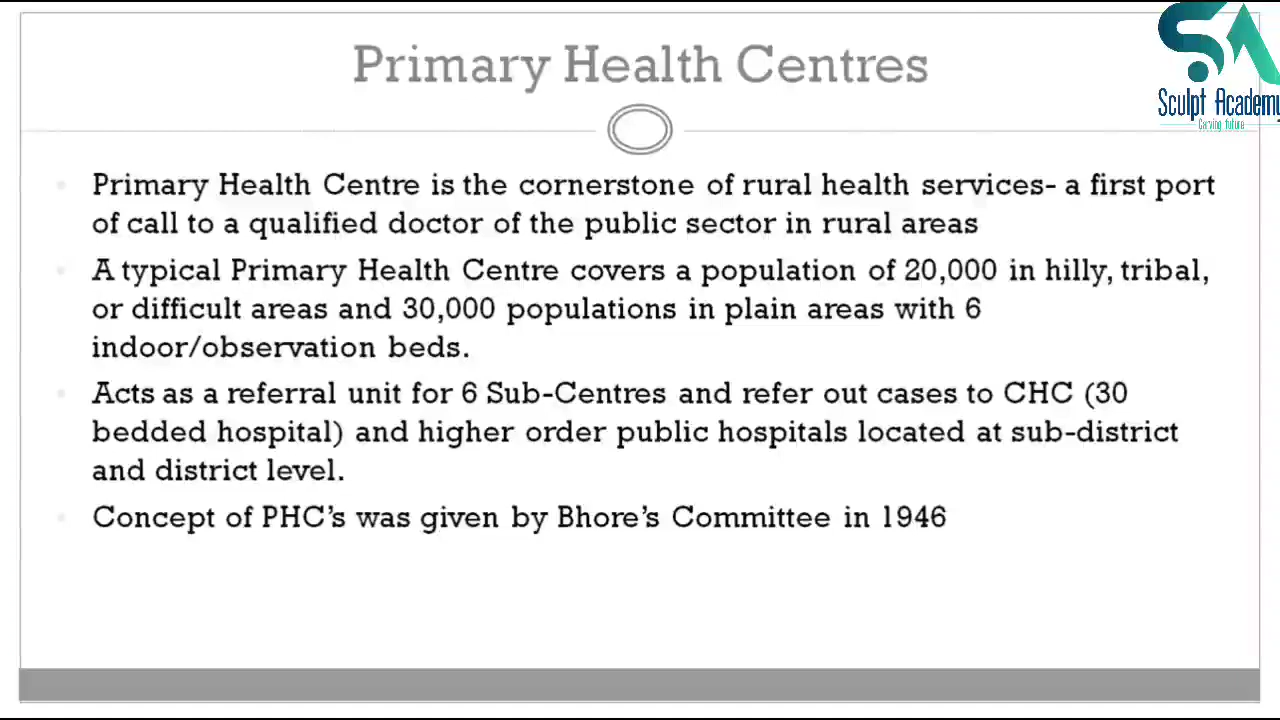 Primary Health Centres
SA
Sculpt Academy
Carving future
Primary Health Centre is the cornerstone of rural health services- a first port
of call to a qualified doctor of the public sector in rural areas
A typical Primary Health Centre covers a population of 20,000 in hilly, tribal,
or difficult areas and 30,000 populations in plain areas with 6
indoor/observation beds.
Acts as a referral unit for 6 Sub-Centres and refer out cases to CHC (30
bedded hospital) and higher order public hospitals located at sub-district
and district level.
Concept of PHC’s was given by Bhore’s Committee in 1946